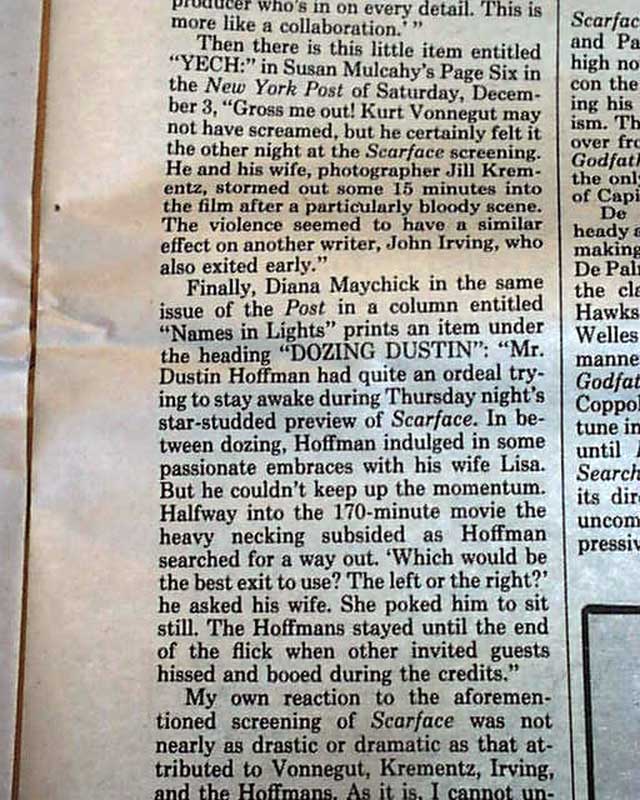 producer who's in on every detail. This is
more like a collaboration.' "
Then there is this little item entitled
"YECH:" in Susan Mulcahy's Page Six in
the New York Post of Saturday, Decem-
ber 3, "Gross me out! Kurt Vonnegut may
not have screamed, but he certainly felt it
the other night at the Scarface screening.
He and his wife, photographer Jill Krem-
entz, stormed out some 15 minutes into
the film after a particularly bloody scene.
The violence seemed to have a similar
effect on another writer, John Irving, who
also exited early."
Finally, Diana Maychick in the same
issue of the Post in a column entitled
"Names in Lights" prints an item under
the heading "DOZING DUSTIN": "Mr.
Dustin Hoffman had quite an ordeal try-
ing to stay awake during Thursday night's
star-studded preview of Scarface. In be-
tween dozing, Hoffman indulged in some
passionate embraces with his wife Lisa.
But he couldn't keep up the momentum.
Halfway into the 170-minute movie the
heavy necking subsided as Hoffman
searched for a way out. 'Which would be
the best exit to use? The left or the right?'
he asked his wife. She poked him to sit
still. The Hoffmans stayed until the end
of the flick when other invited guests
hissed and booed during the credits."
My own reaction to the aforemen-
tioned screening of Scarface was not
nearly as drastic or dramatic as that at-
tributed to Vonnegut, Krementz, Irving,
and the Hoffmans. As it is, I cannot un-
Scarfac
and Pa
high no
con the
ing his
ism. Th
over fro
Godfath
the only
of Capi
De
heady a
making
De Palm
the cla
Hawks
Welles
manne
Godfat
Coppol
tune in
until
Search
its dire
uncom
pressiv